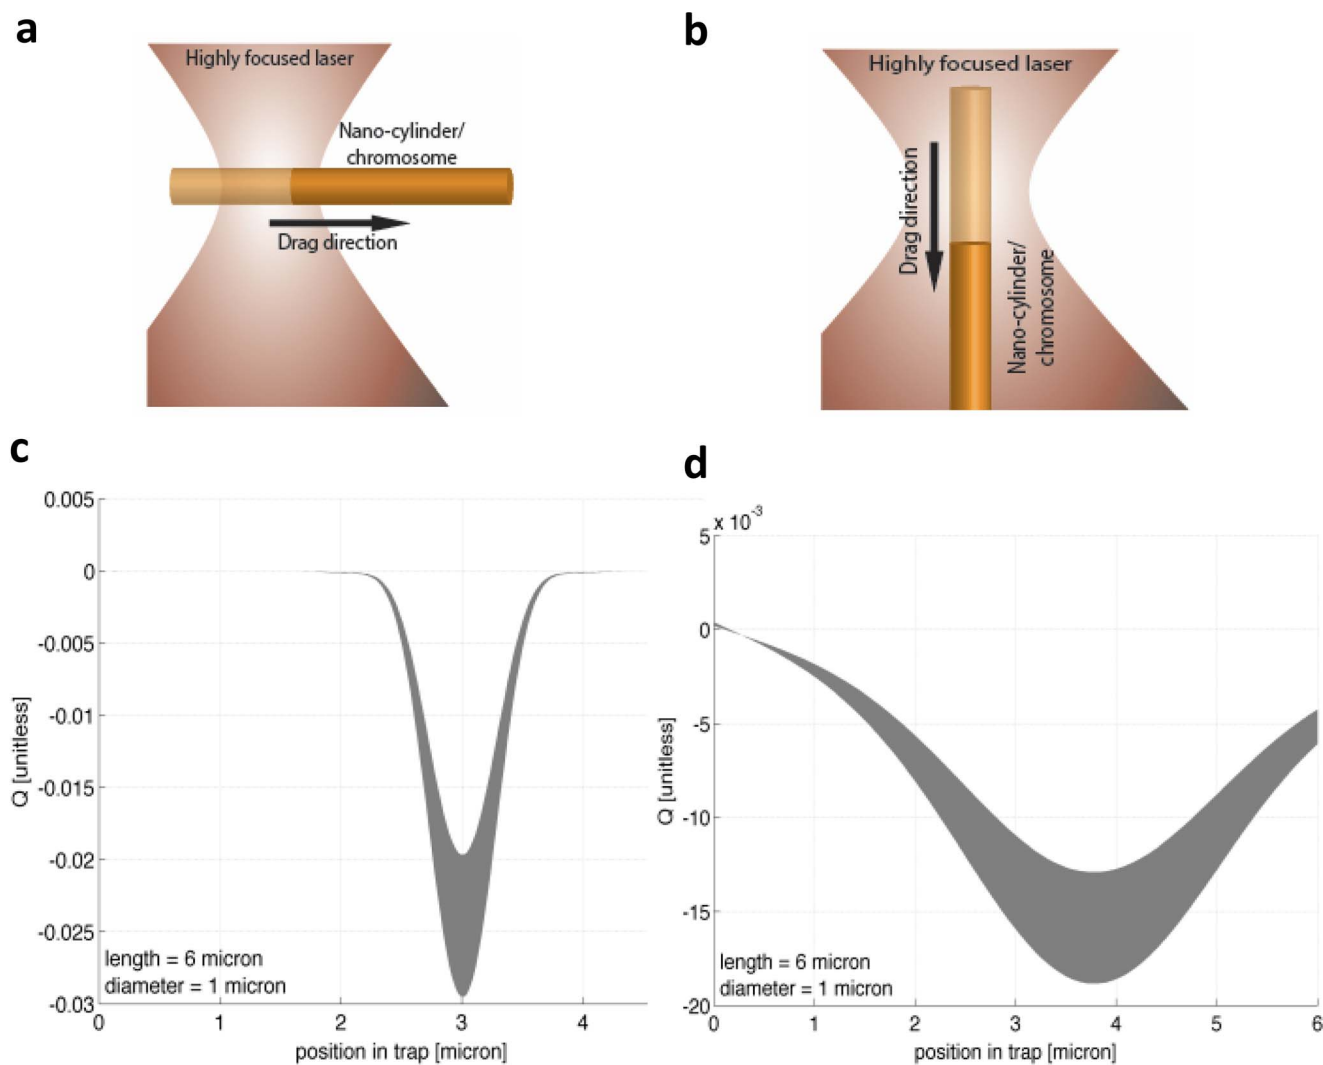 a
Highly focused laser
Nano-cylinder/
chromosome
Drag direction
b
Highly focused laser
Drag direction
Nano-cylinder/
chromosome
c
0.005
0
-0.005
-0.01
-0.015
-0.02
-0.025
-0.03
Q [unitless]
length = 6 micron
diameter = 1 micron
0 1 2 3 4
position in trap [micron]
d
x 10⁻³
5
0
-5
-10
-15
-20
Q [unitless]
length = 6 micron
diameter = 1 micron
0 1 2 3 4 5 6
position in trap [micron]